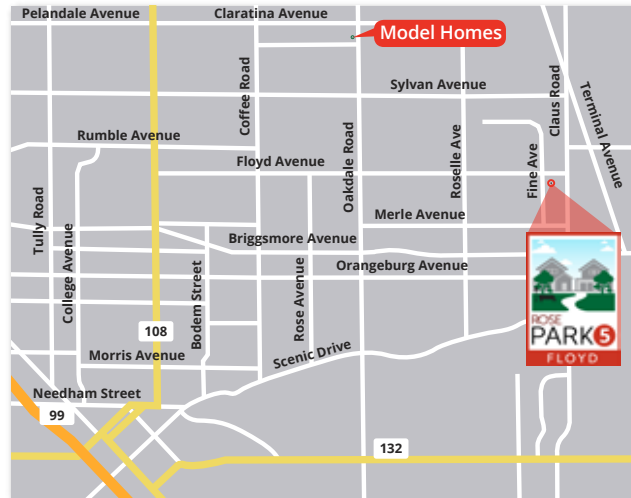 Pelandale Avenue
Claratina Avenue
Model Homes
Sylvan Avenue
Coffee Road
Claus Road
Terminal Avenue
Rumble Avenue
Floyd Avenue
Oakdale Road
Roselle Ave
Fine Ave
Tully Road
College Avenue
Merle Avenue
Briggsmore Avenue
Orangeburg Avenue
Bodem Street
Rose Avenue
108
Morris Avenue
Scenic Drive
ROSE
PARK 5
FLOYD
Needham Street
99
132